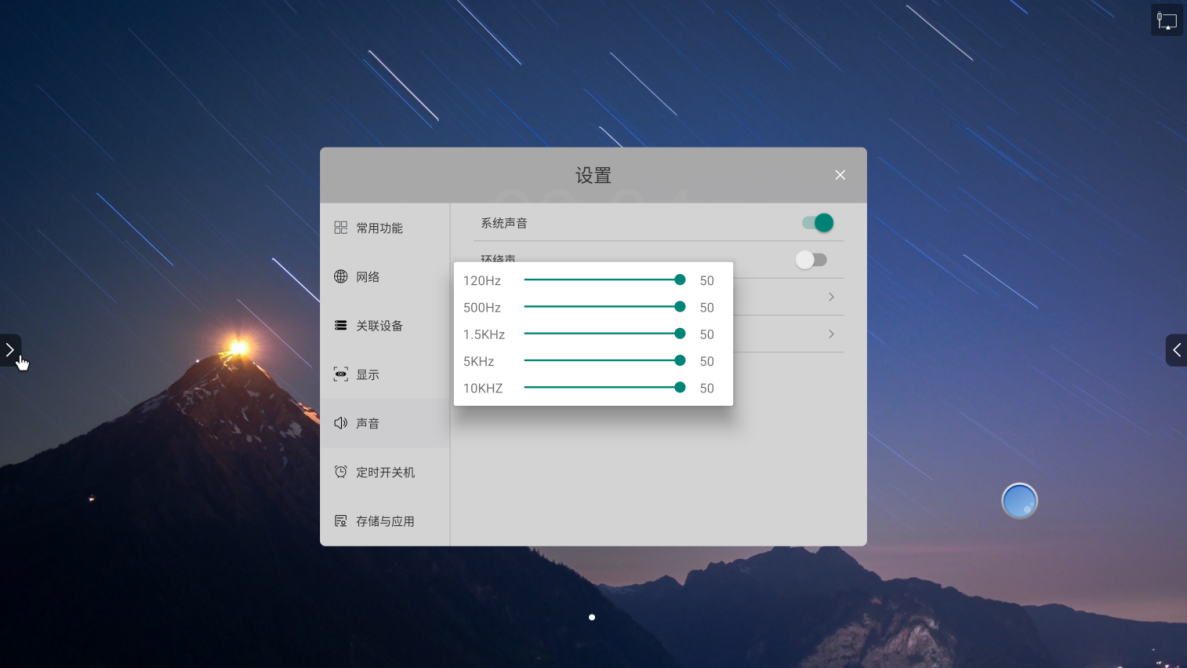 设置
常用功能
网络
关联设备
显示
声音
定时开关机
存储与应用
系统声音
环绕声
120Hz 50
500Hz 50
1.5KHz 50
5KHz 50
10KHZ 50